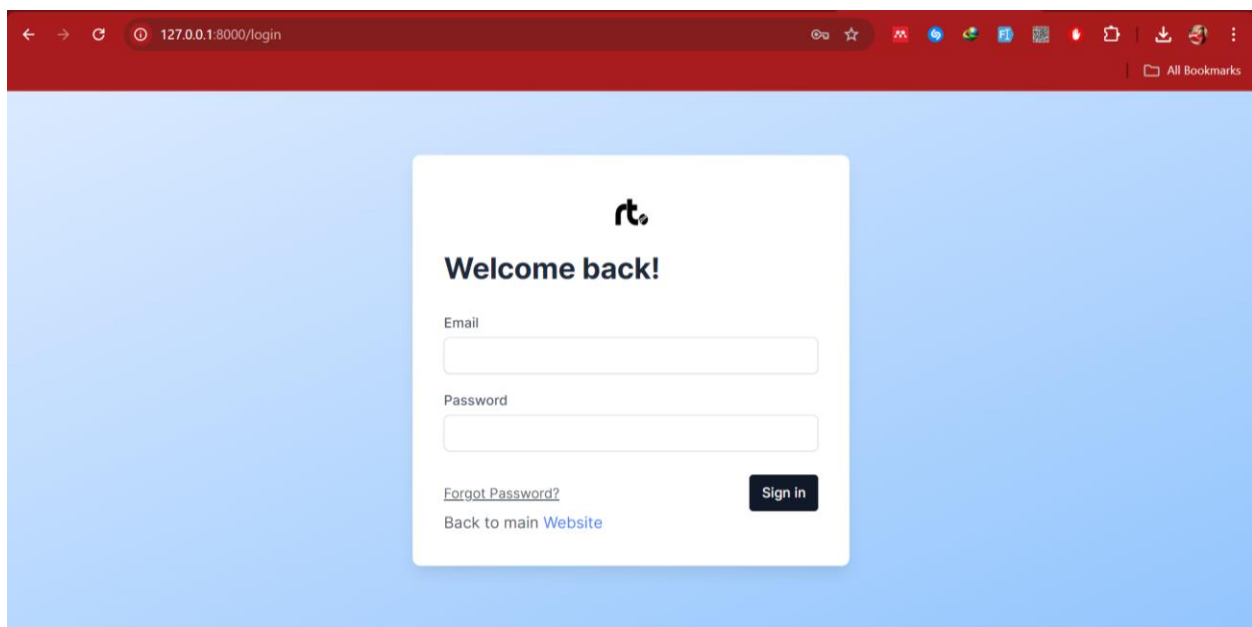 127.0.0.1:8000/login
All Bookmarks
rt.
Welcome back!
Email
Password
Forgot Password?
Sign in
Back to main Website